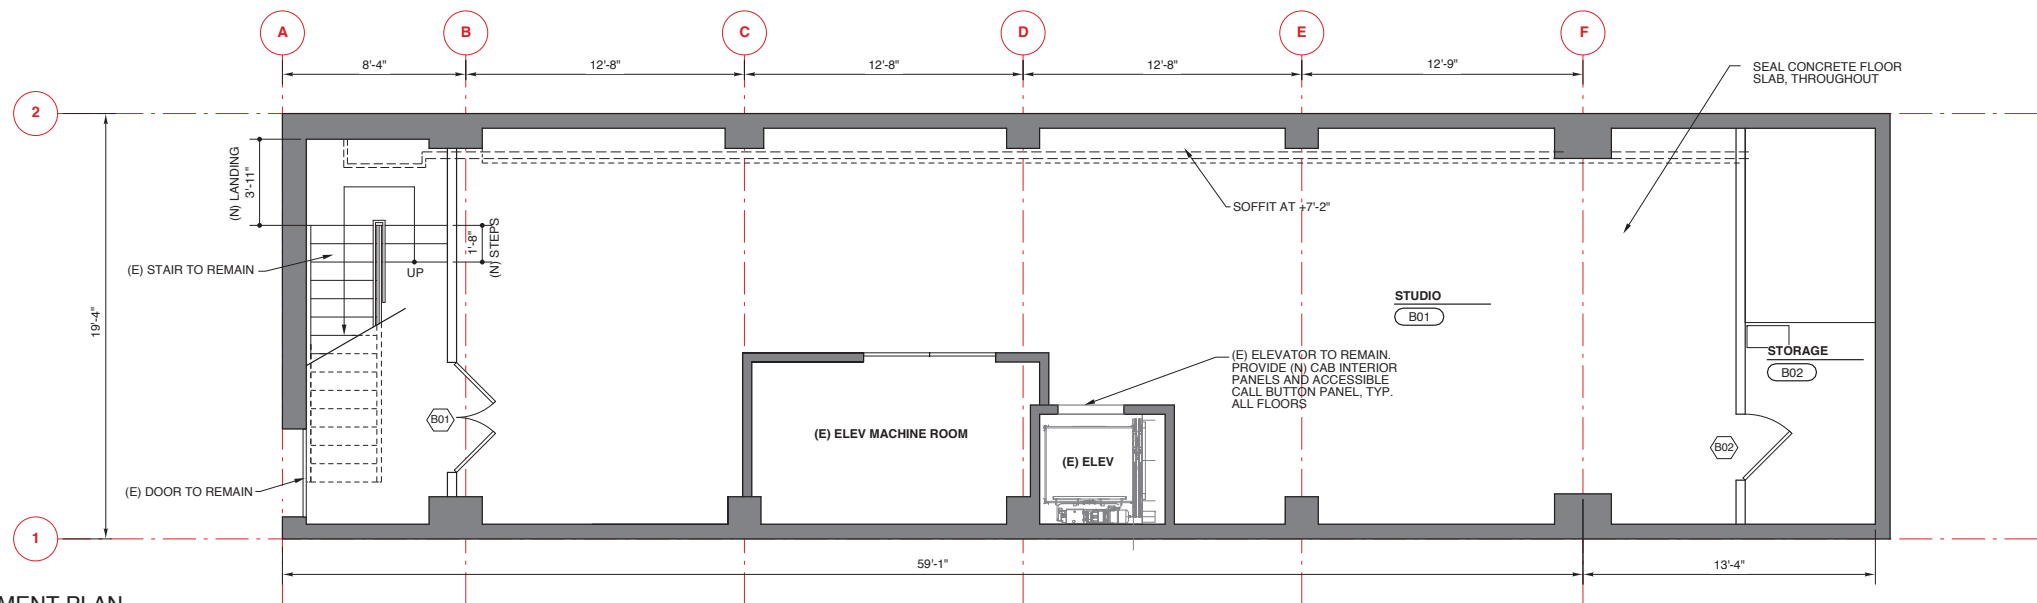 A
B
C
D
E
F
8'-4"
12'-8"
12'-8"
12'-8"
12'-9"
SEAL CONCRETE FLOOR
SLAB, THROUGHOUT
2
(N) LANDING
3'-11"
SOFFIT AT +7'-2"
1'-8"
(N) STEPS
(E) STAIR TO REMAIN
UP
19'-4"
STUDIO
B01
(E) ELEVATOR TO REMAIN.
PROVIDE (N) CAB INTERIOR
PANELS AND ACCESSIBLE
CALL BUTTON PANEL, TYP.
ALL FLOORS
STORAGE
B02
B01
(E) ELEV MACHINE ROOM
B02
(E) ELEV
(E) DOOR TO REMAIN
1
59'-1"
13'-4"
MENT PLAN